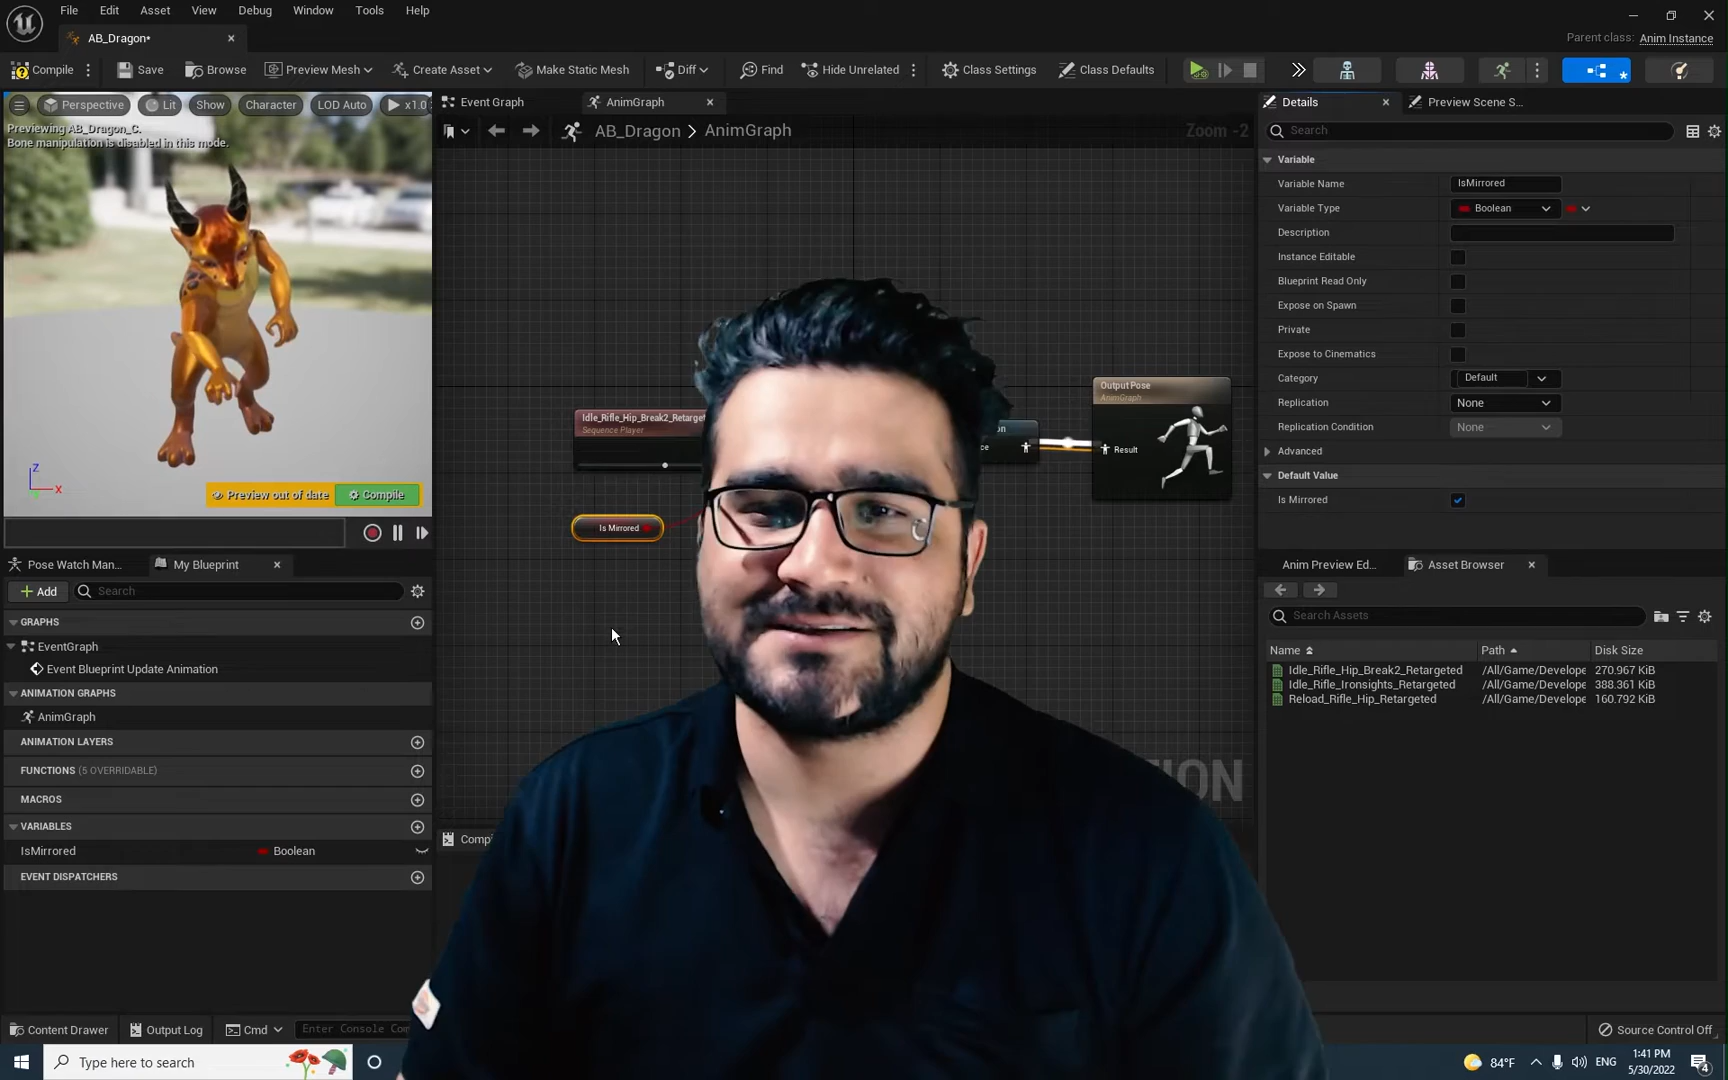 File Edit Asset View Debug Window Tools Help
AB_Dragon*
Parent class: Anim Instance
Compile Save Browse Preview Mesh Create Asset Make Static Mesh Diff Find Hide Unrelated Class Settings Class Defaults
Perspective Lit Show Character LOD Auto x1.0
Previewing AB_Dragon_C.
Bone manipulation is disabled in this mode.
Z
X
Preview out of date Compile
Event Graph AnimGraph
AB_Dragon > AnimGraph
Zoom -2
Idle_Rifle_Hip_Break2_Retarget
Sequence Player
Is Mirrored
on
ce
Output Pose
AnimGraph
Result
ION
Compi
Pose Watch Man... My Blueprint
+ Add Search
GRAPHS
EventGraph
Event Blueprint Update Animation
ANIMATION GRAPHS
AnimGraph
ANIMATION LAYERS
FUNCTIONS (5 OVERRIDABLE)
MACROS
VARIABLES
IsMirrored Boolean
EVENT DISPATCHERS
Details Preview Scene S...
Search
Variable
Variable Name IsMirrored
Variable Type Boolean
Description
Instance Editable
Blueprint Read Only
Expose on Spawn
Private
Expose to Cinematics
Category Default
Replication None
Replication Condition None
Advanced
Default Value
Is Mirrored
Anim Preview Ed... Asset Browser
Search Assets
Name Path Disk Size
Idle_Rifle_Hip_Break2_Retargeted /All/Game/Develope 270.967 KiB
Idle_Rifle_Ironsights_Retargeted /All/Game/Develope 388.361 KiB
Reload_Rifle_Hip_Retargeted /All/Game/Develope 160.792 KiB
Content Drawer Output Log Cmd Enter Console Com
Source Control Off
Type here to search
84°F ENG 1:41 PM
5/30/2022
4